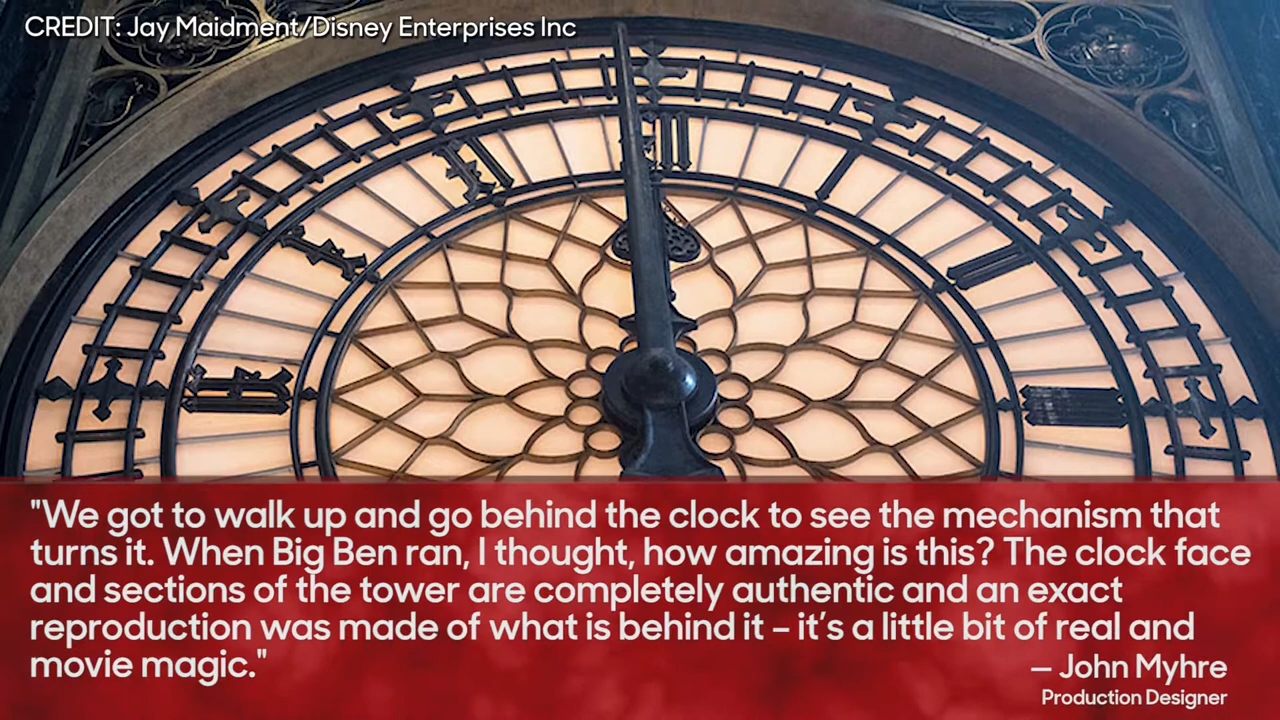 CREDIT: Jay Maidment/Disney Enterprises Inc
"We got to walk up and go behind the clock to see the mechanism that
turns it. When Big Ben ran, I thought, how amazing is this? The clock face
and sections of the tower are completely authentic and an exact
reproduction was made of what is behind it – it's a little bit of real and
movie magic."
– John Myhre
Production Designer